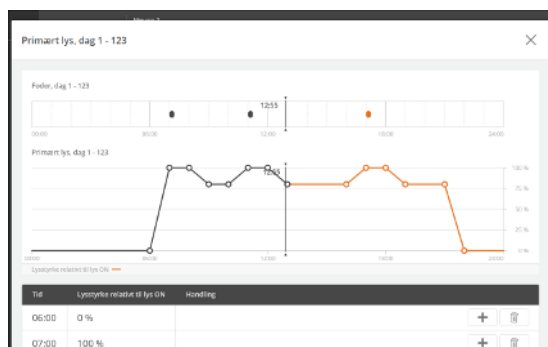 Primært lys, dag 1 - 123
Foder, dag 1 - 123
12:55
00:00 06:00 12:00 18:00 24:00
Primært lys, dag 1 - 123
12:55
100 %
75 %
50 %
25 %
0 %
00:00 06:00 12:00 18:00 24:00
Lysstyrke relativt til lys ON
Tid Lysstyrke relativt til lys ON Handling
06:00 0 %
07:00 100 %